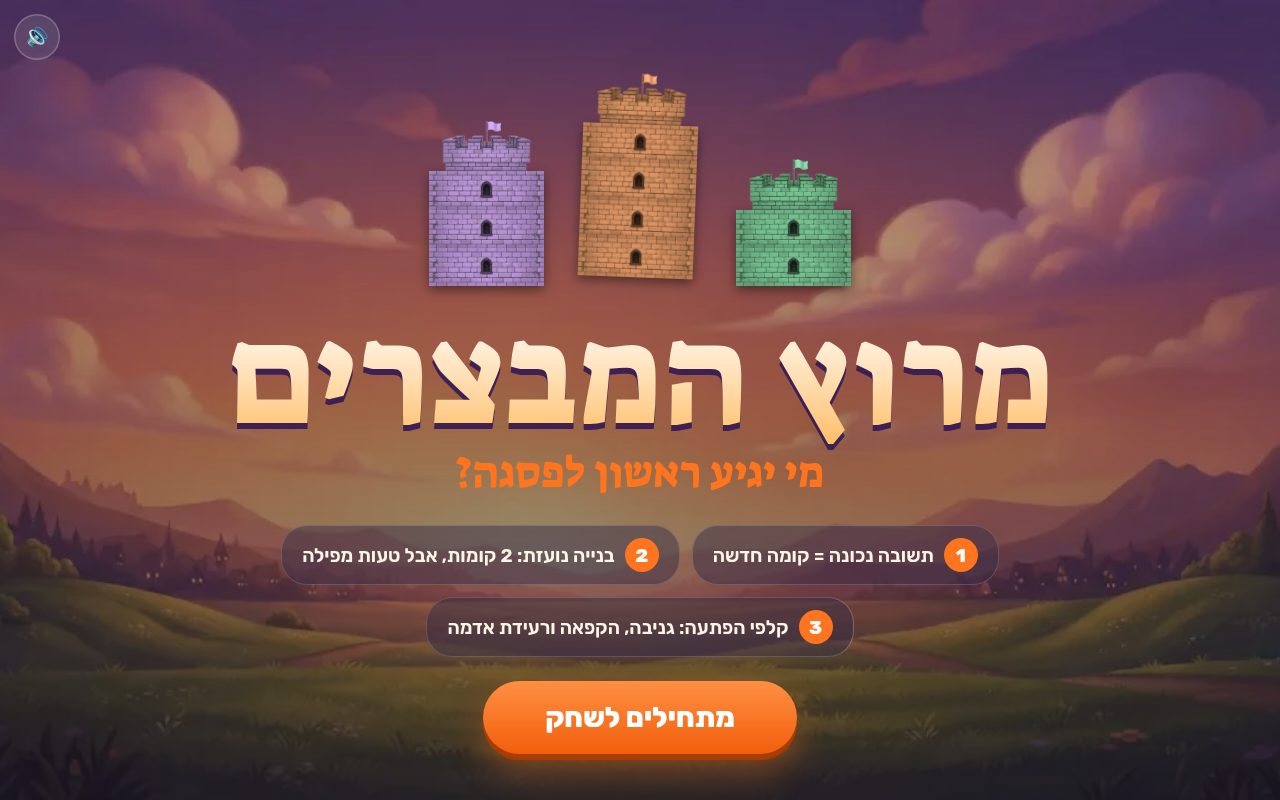 מרוץ המבצרים
מי יגיע ראשון לפסגה?
1 תשובה נכונה = קומה חדשה
2 בנייה נועזת: 2 קומות, אבל טעות מפילה
3 קלפי הפתעה: גניבה, הקפאה ורעידת אדמה
מתחילים לשחק